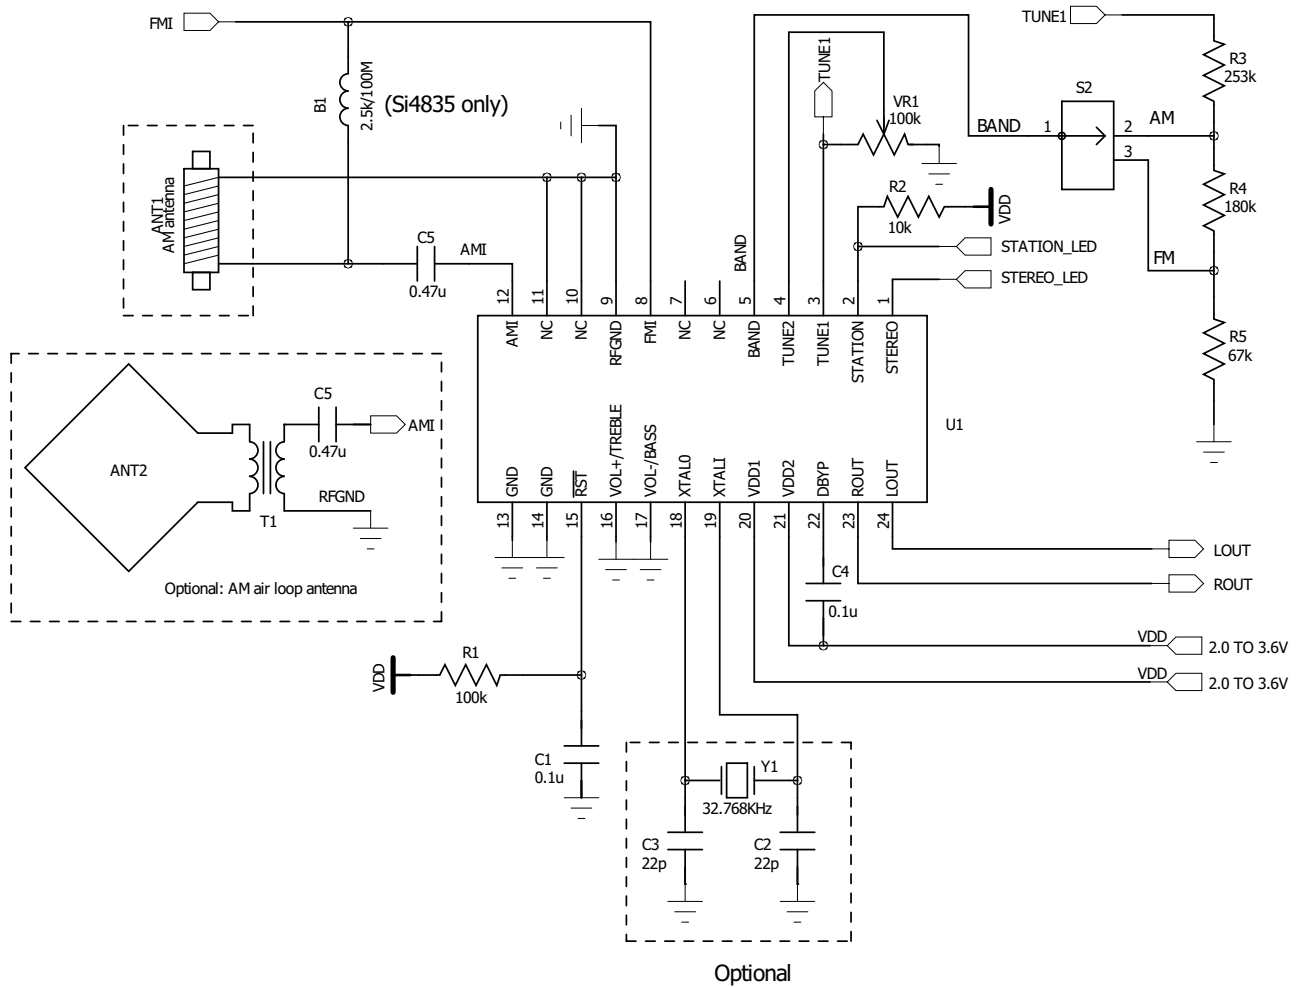 FMI
B1
2.5k/100M
(Si4835 only)
ANT1
AM antenna
C5
0.47u
AMI
TUNE1
VR1
100k
R2
10k
VDD
STATION_LED
STEREO_LED
BAND
BAND
TUNE1
R3
253k
S2
1
2
3
AM
FM
R4
180k
R5
67k
12
11
10
9
8
7
6
5
4
3
2
1
AMI
NC
NC
RFGND
FMI
NC
NC
BAND
TUNE2
TUNE1
STATION
STEREO
U1
GND
GND
RST
VOL+/TREBLE
VOL-/BASS
XTALO
XTALI
VDD1
VDD2
DBYP
ROUT
LOUT
13
14
15
16
17
18
19
20
21
22
23
24
ANT2
C5
0.47u
AMI
RFGND
T1
Optional: AM air loop antenna
C4
0.1u
LOUT
ROUT
VDD
2.0 TO 3.6V
VDD
2.0 TO 3.6V
VDD
R1
100k
C1
0.1u
Y1
32.768KHz
C3
22p
C2
22p
Optional